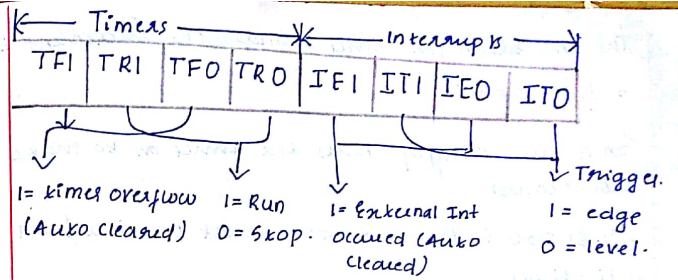 Timers Interrupts
TF1 TR1 TF0 TR0 IE1 IT1 IE0 IT0
Trigger.
1= timer overflow 1= Run 1= External Int 1 = edge
(Auto cleared) 0 = Stop. occured (Auto 0 = level.
cleared)